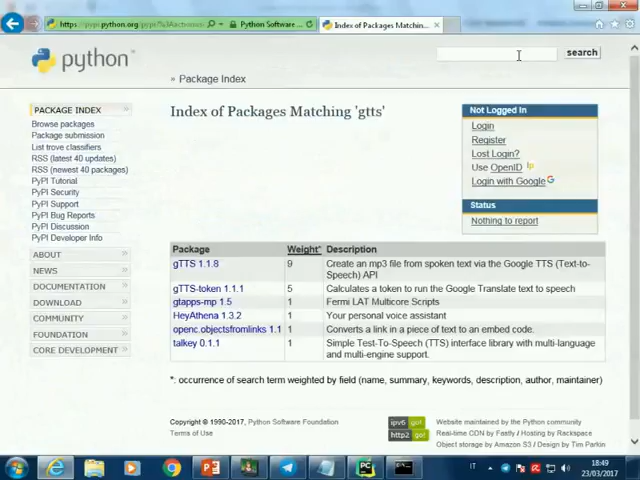 https://pypi.python.org/pypi?%3Aaction=
Python Software ...
Index of Packages Matching...
python™
search
» Package Index
PACKAGE INDEX »
Browse packages
Package submission
List trove classifiers
RSS (latest 40 updates)
RSS (newest 40 packages)
PyPI Tutorial
PyPI Security
PyPI Support
PyPI Bug Reports
PyPI Discussion
PyPI Developer Info
ABOUT »
NEWS »
DOCUMENTATION »
DOWNLOAD »
COMMUNITY »
FOUNDATION »
CORE DEVELOPMENT »
Index of Packages Matching 'gtts'
Not Logged In
Login
Register
Lost Login?
Use OpenID
Login with Google
Status
Nothing to report
Package Weight* Description
gTTS 1.1.8 9 Create an mp3 file from spoken text via the Google TTS (Text-to-Speech) API
gTTS-token 1.1.1 5 Calculates a token to run the Google Translate text to speech
gtapps-mp 1.5 1 Fermi LAT Multicore Scripts
HeyAthena 1.3.2 1 Your personal voice assistant
openc.objectsfromlinks 1.1 1 Converts a link in a piece of text to an embed code.
talkey 0.1.1 1 Simple Text-To-Speech (TTS) interface library with multi-language and multi-engine support.
*: occurrence of search term weighted by field (name, summary, keywords, description, author, maintainer)
Copyright © 1990-2017, Python Software Foundation
Terms of Use
ipv6 go!
http2 go!
Website maintained by the Python community
Real-time CDN by Fastly / Hosting by Rackspace
Object storage by Amazon S3 / Design by Tim Parkin
IT
18:49
23/03/2017